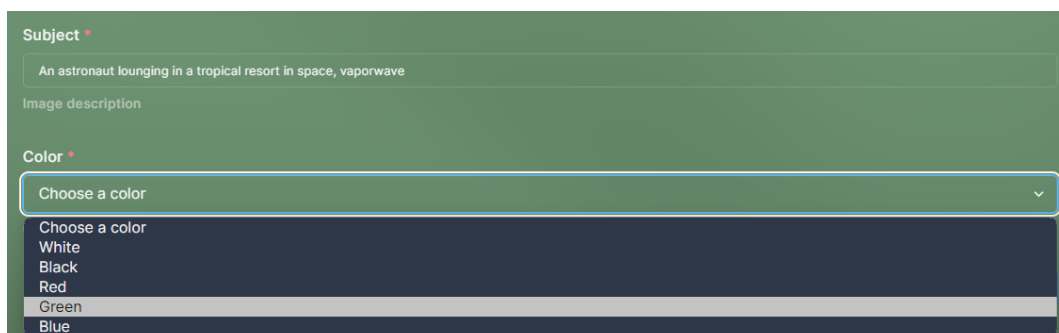 Subject *
An astronaut lounging in a tropical resort in space, vaporwave
Image description
Color *
Choose a color
Choose a color
White
Black
Red
Green
Blue